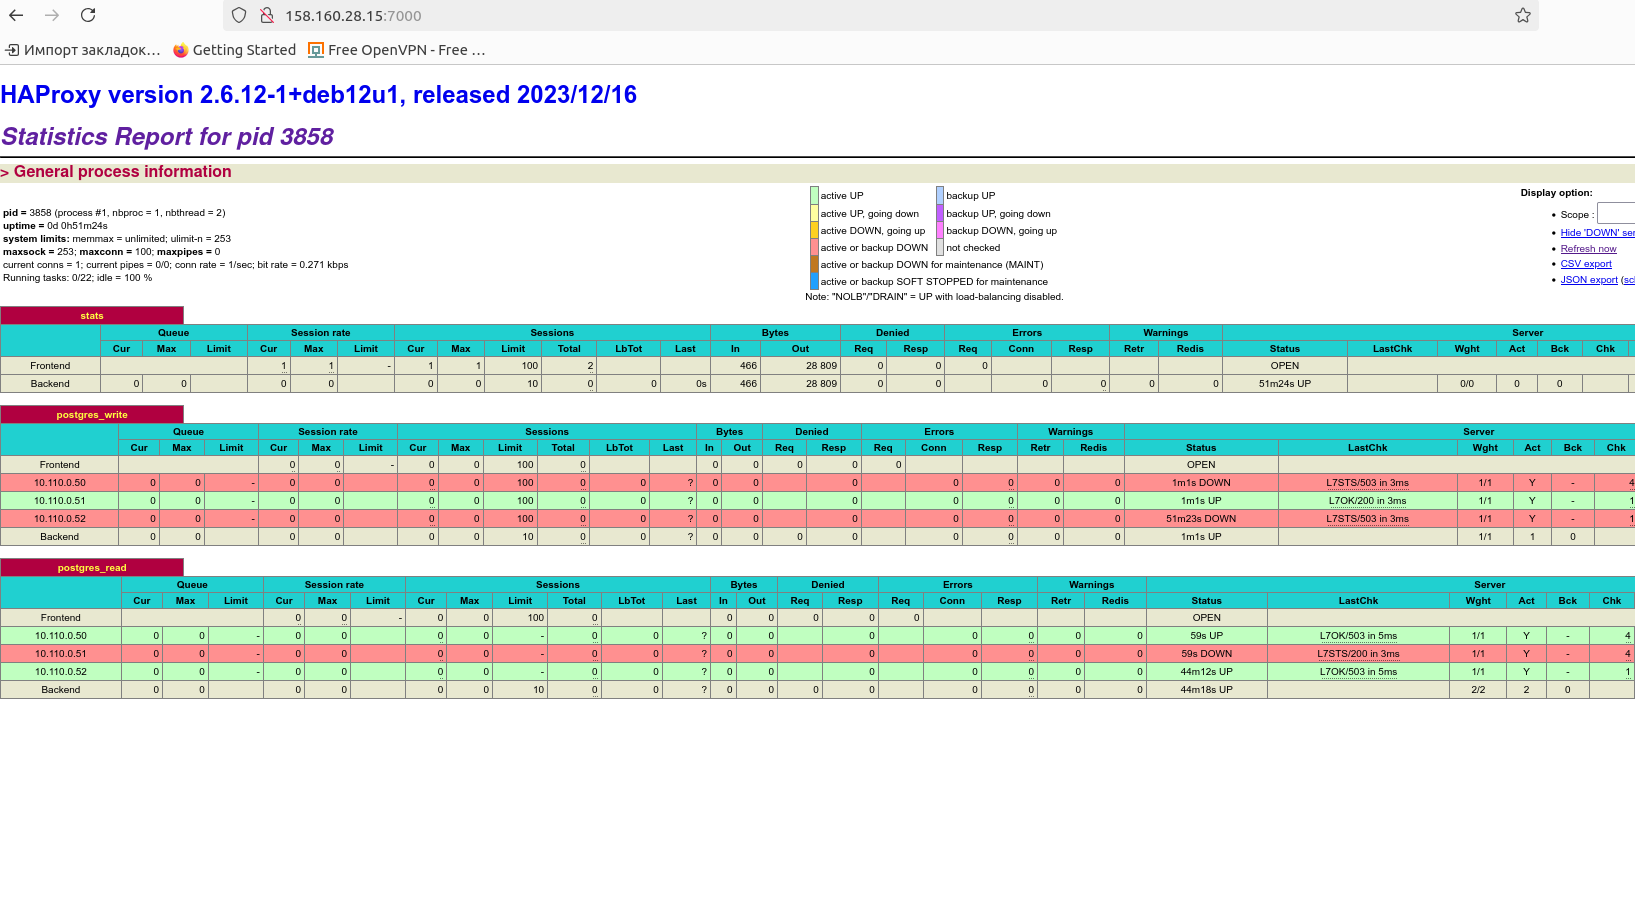 158.160.28.15:7000
Импорт закладок… Getting Started Free OpenVPN - Free …
HAProxy version 2.6.12-1+deb12u1, released 2023/12/16
Statistics Report for pid 3858
> General process information
pid = 3858 (process #1, nbproc = 1, nbthread = 2)
uptime = 0d 0h51m24s
system limits: memmax = unlimited; ulimit-n = 253
maxsock = 253; maxconn = 100; maxpipes = 0
current conns = 1; current pipes = 0/0; conn rate = 1/sec; bit rate = 0.271 kbps
Running tasks: 0/22; idle = 100 %
active UP backup UP
active UP, going down backup UP, going down
active DOWN, going up backup DOWN, going up
active or backup DOWN not checked
active or backup DOWN for maintenance (MAINT)
active or backup SOFT STOPPED for maintenance
Note: "NOLB"/"DRAIN" = UP with load-balancing disabled.
Display option:
• Scope :
• Hide 'DOWN' ser
• Refresh now
• CSV export
• JSON export (sc
stats
Queue Session rate Sessions Bytes Denied Errors Warnings Server
Cur Max Limit Cur Max Limit Cur Max Limit Total LbTot Last In Out Req Resp Req Conn Resp Retr Redis Status LastChk Wght Act Bck Chk
Frontend 1 1 - 1 1 100 2 466 28 809 0 0 0 OPEN
Backend 0 0 0 0 0 0 10 0 0 0s 466 28 809 0 0 0 0 0 0 51m24s UP 0/0 0 0
postgres_write
Queue Session rate Sessions Bytes Denied Errors Warnings Server
Cur Max Limit Cur Max Limit Cur Max Limit Total LbTot Last In Out Req Resp Req Conn Resp Retr Redis Status LastChk Wght Act Bck Chk
Frontend 0 0 - 0 0 100 0 0 0 0 0 0 OPEN
10.110.0.50 0 0 - 0 0 0 0 100 0 0 ? 0 0 0 0 0 0 0 1m1s DOWN L7STS/503 in 3ms 1/1 Y - 4
10.110.0.51 0 0 - 0 0 0 0 100 0 0 ? 0 0 0 0 0 0 0 1m1s UP L7OK/200 in 3ms 1/1 Y - 1
10.110.0.52 0 0 - 0 0 0 0 100 0 0 ? 0 0 0 0 0 0 0 51m23s DOWN L7STS/503 in 3ms 1/1 Y - 1
Backend 0 0 0 0 0 0 10 0 0 ? 0 0 0 0 0 0 0 0 1m1s UP 1/1 1 0
postgres_read
Queue Session rate Sessions Bytes Denied Errors Warnings Server
Cur Max Limit Cur Max Limit Cur Max Limit Total LbTot Last In Out Req Resp Req Conn Resp Retr Redis Status LastChk Wght Act Bck Chk
Frontend 0 0 - 0 0 100 0 0 0 0 0 0 OPEN
10.110.0.50 0 0 - 0 0 0 0 - 0 0 ? 0 0 0 0 0 0 0 59s UP L7OK/503 in 5ms 1/1 Y - 4
10.110.0.51 0 0 - 0 0 0 0 - 0 0 ? 0 0 0 0 0 0 0 59s DOWN L7STS/200 in 3ms 1/1 Y - 4
10.110.0.52 0 0 - 0 0 0 0 - 0 0 ? 0 0 0 0 0 0 0 44m12s UP L7OK/503 in 5ms 1/1 Y - 1
Backend 0 0 0 0 0 0 10 0 0 ? 0 0 0 0 0 0 0 0 44m18s UP 2/2 2 0